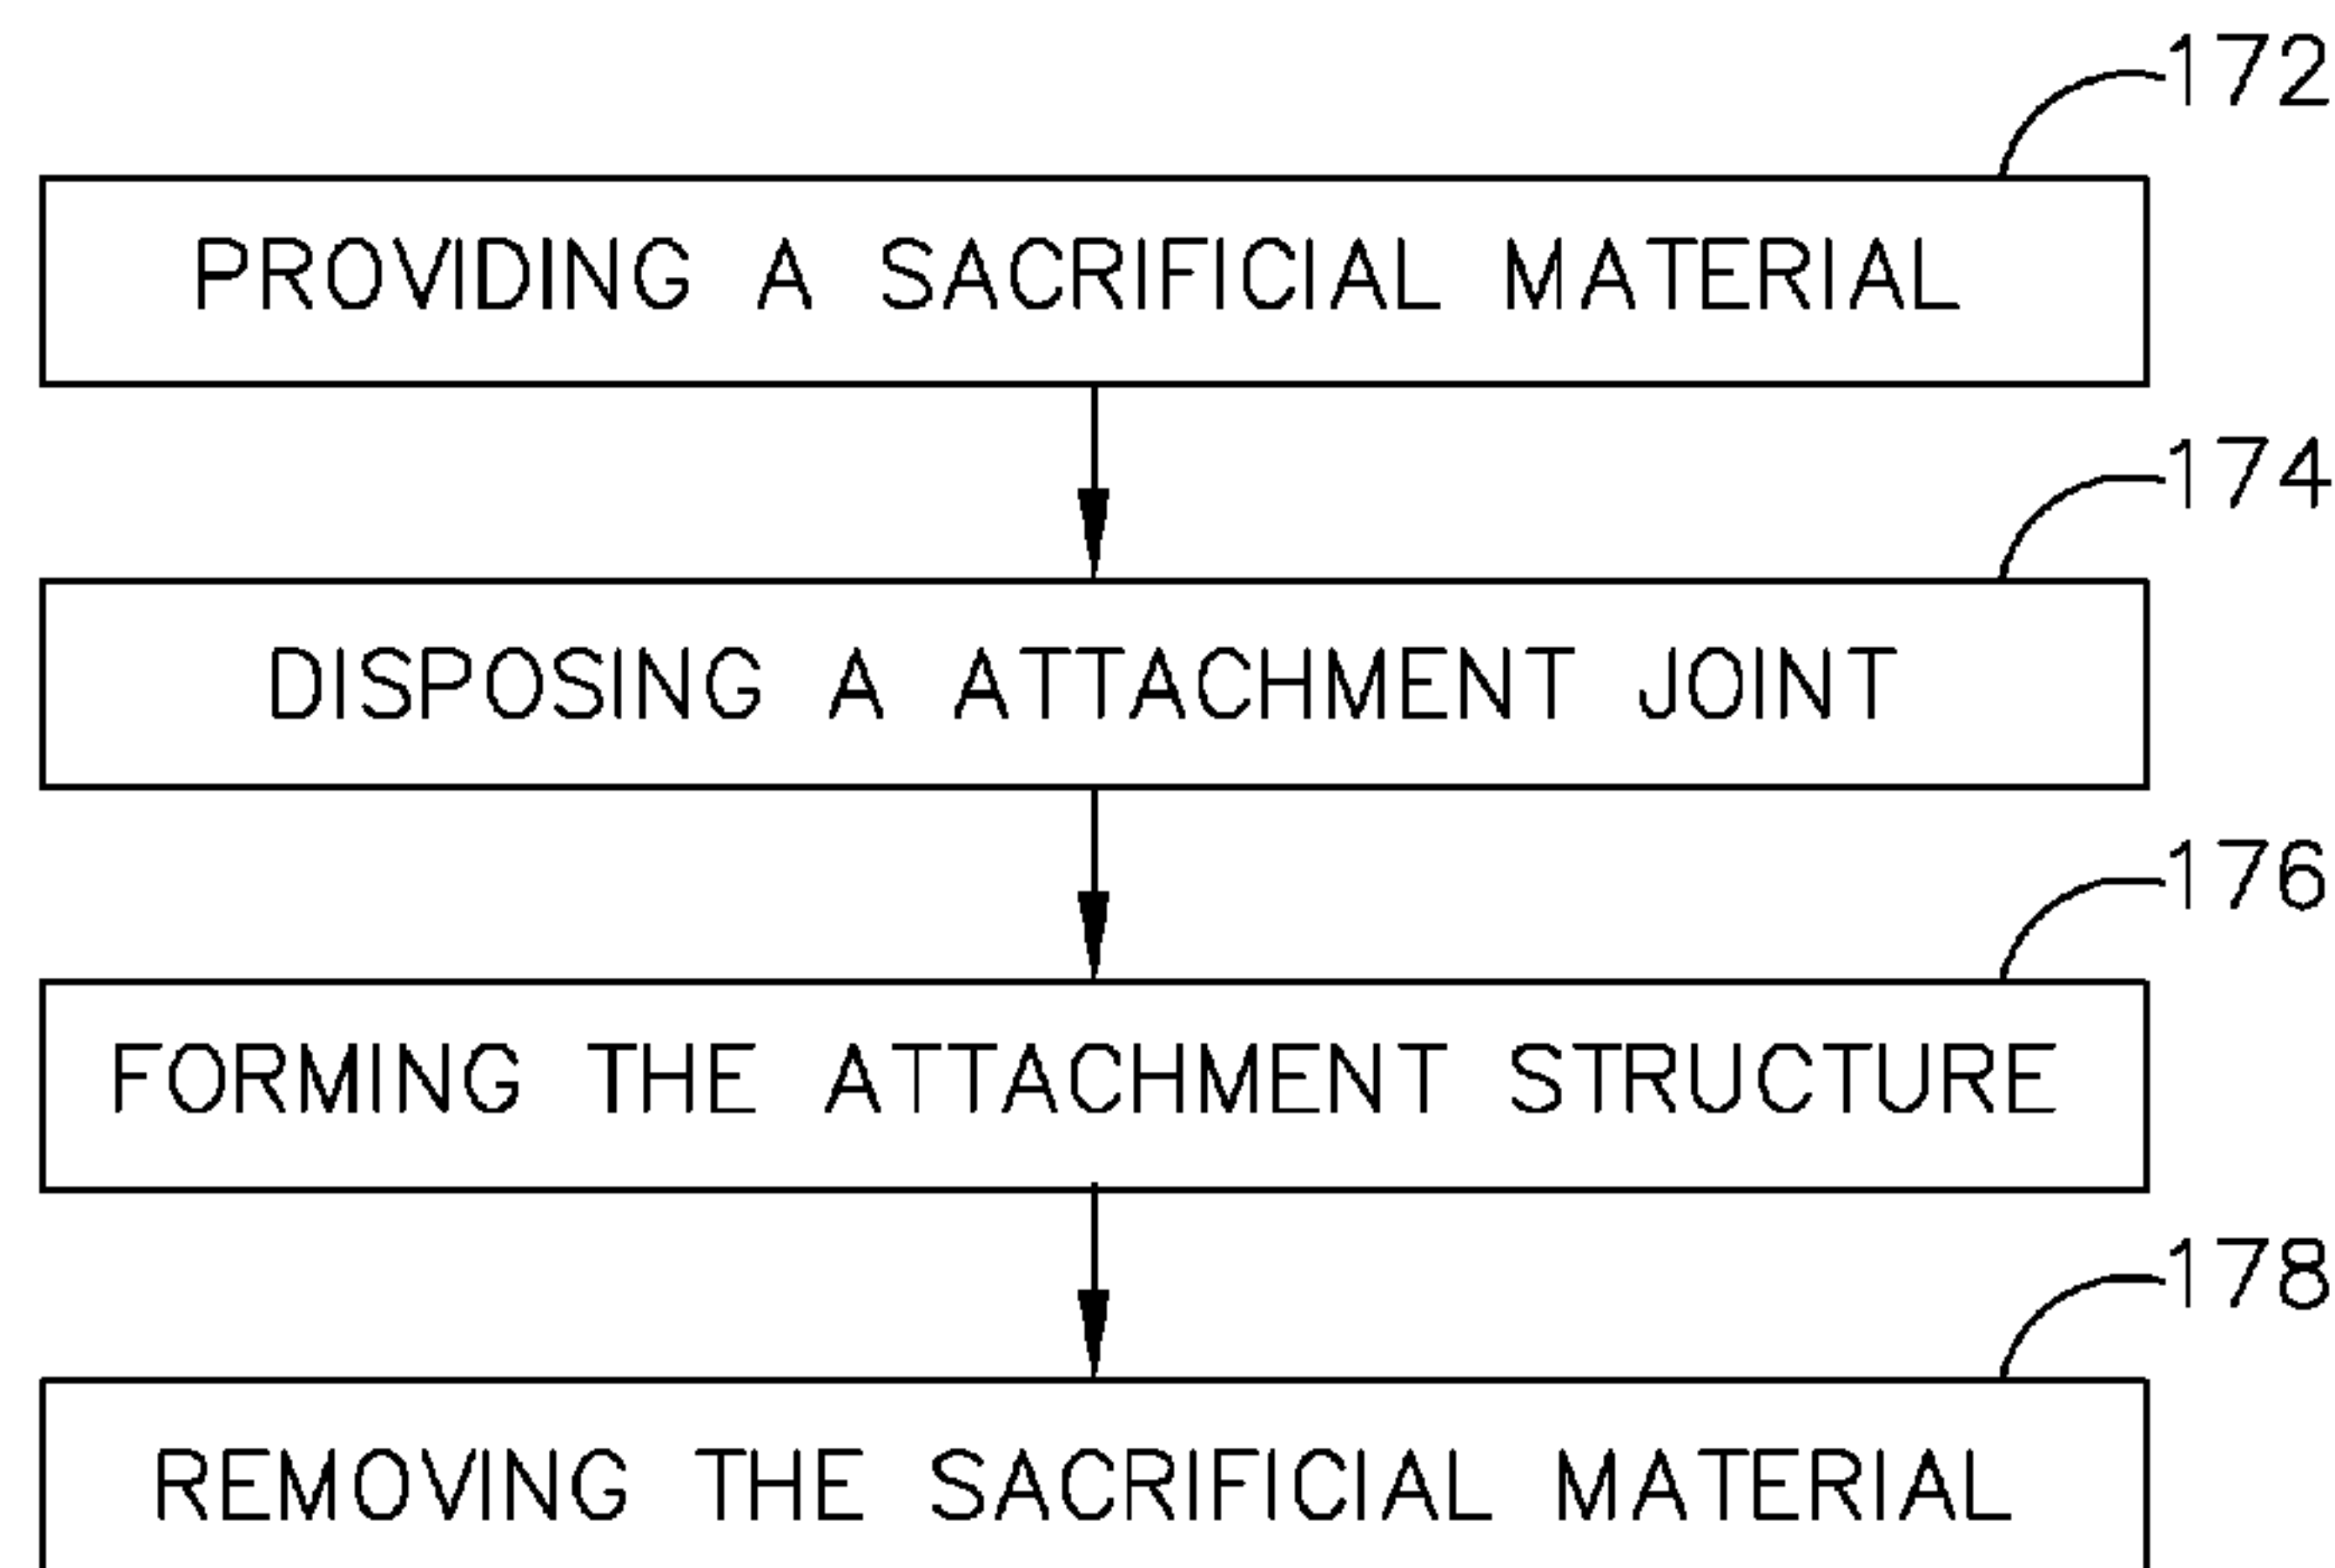 172
PROVIDING A SACRIFICIAL MATERIAL
174
DISPOSING A ATTACHMENT JOINT
176
FORMING THE ATTACHMENT STRUCTURE
178
REMOVING THE SACRIFICIAL MATERIAL